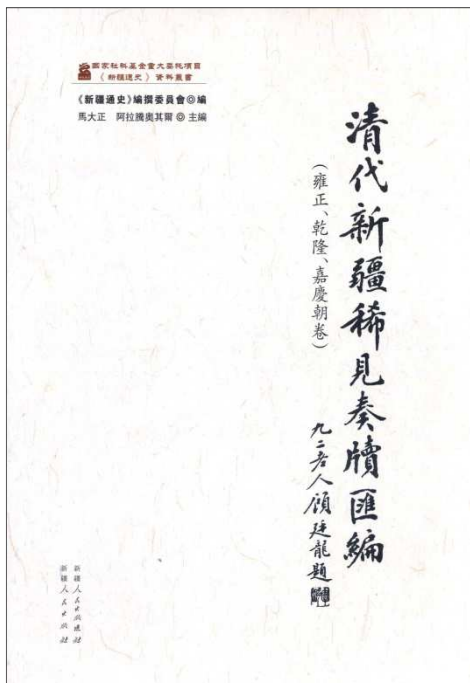 國家社科基金重大委托項目
《新疆通史》資料叢書
《新疆通史》編撰委員會◎編
馬大正 阿拉騰奧其爾◎主編
清代新疆稀見奏牘匯編
(雍正、乾隆、嘉慶朝卷)
九二老人顧廷龍題
新疆人民出版總社
新疆人民出版社